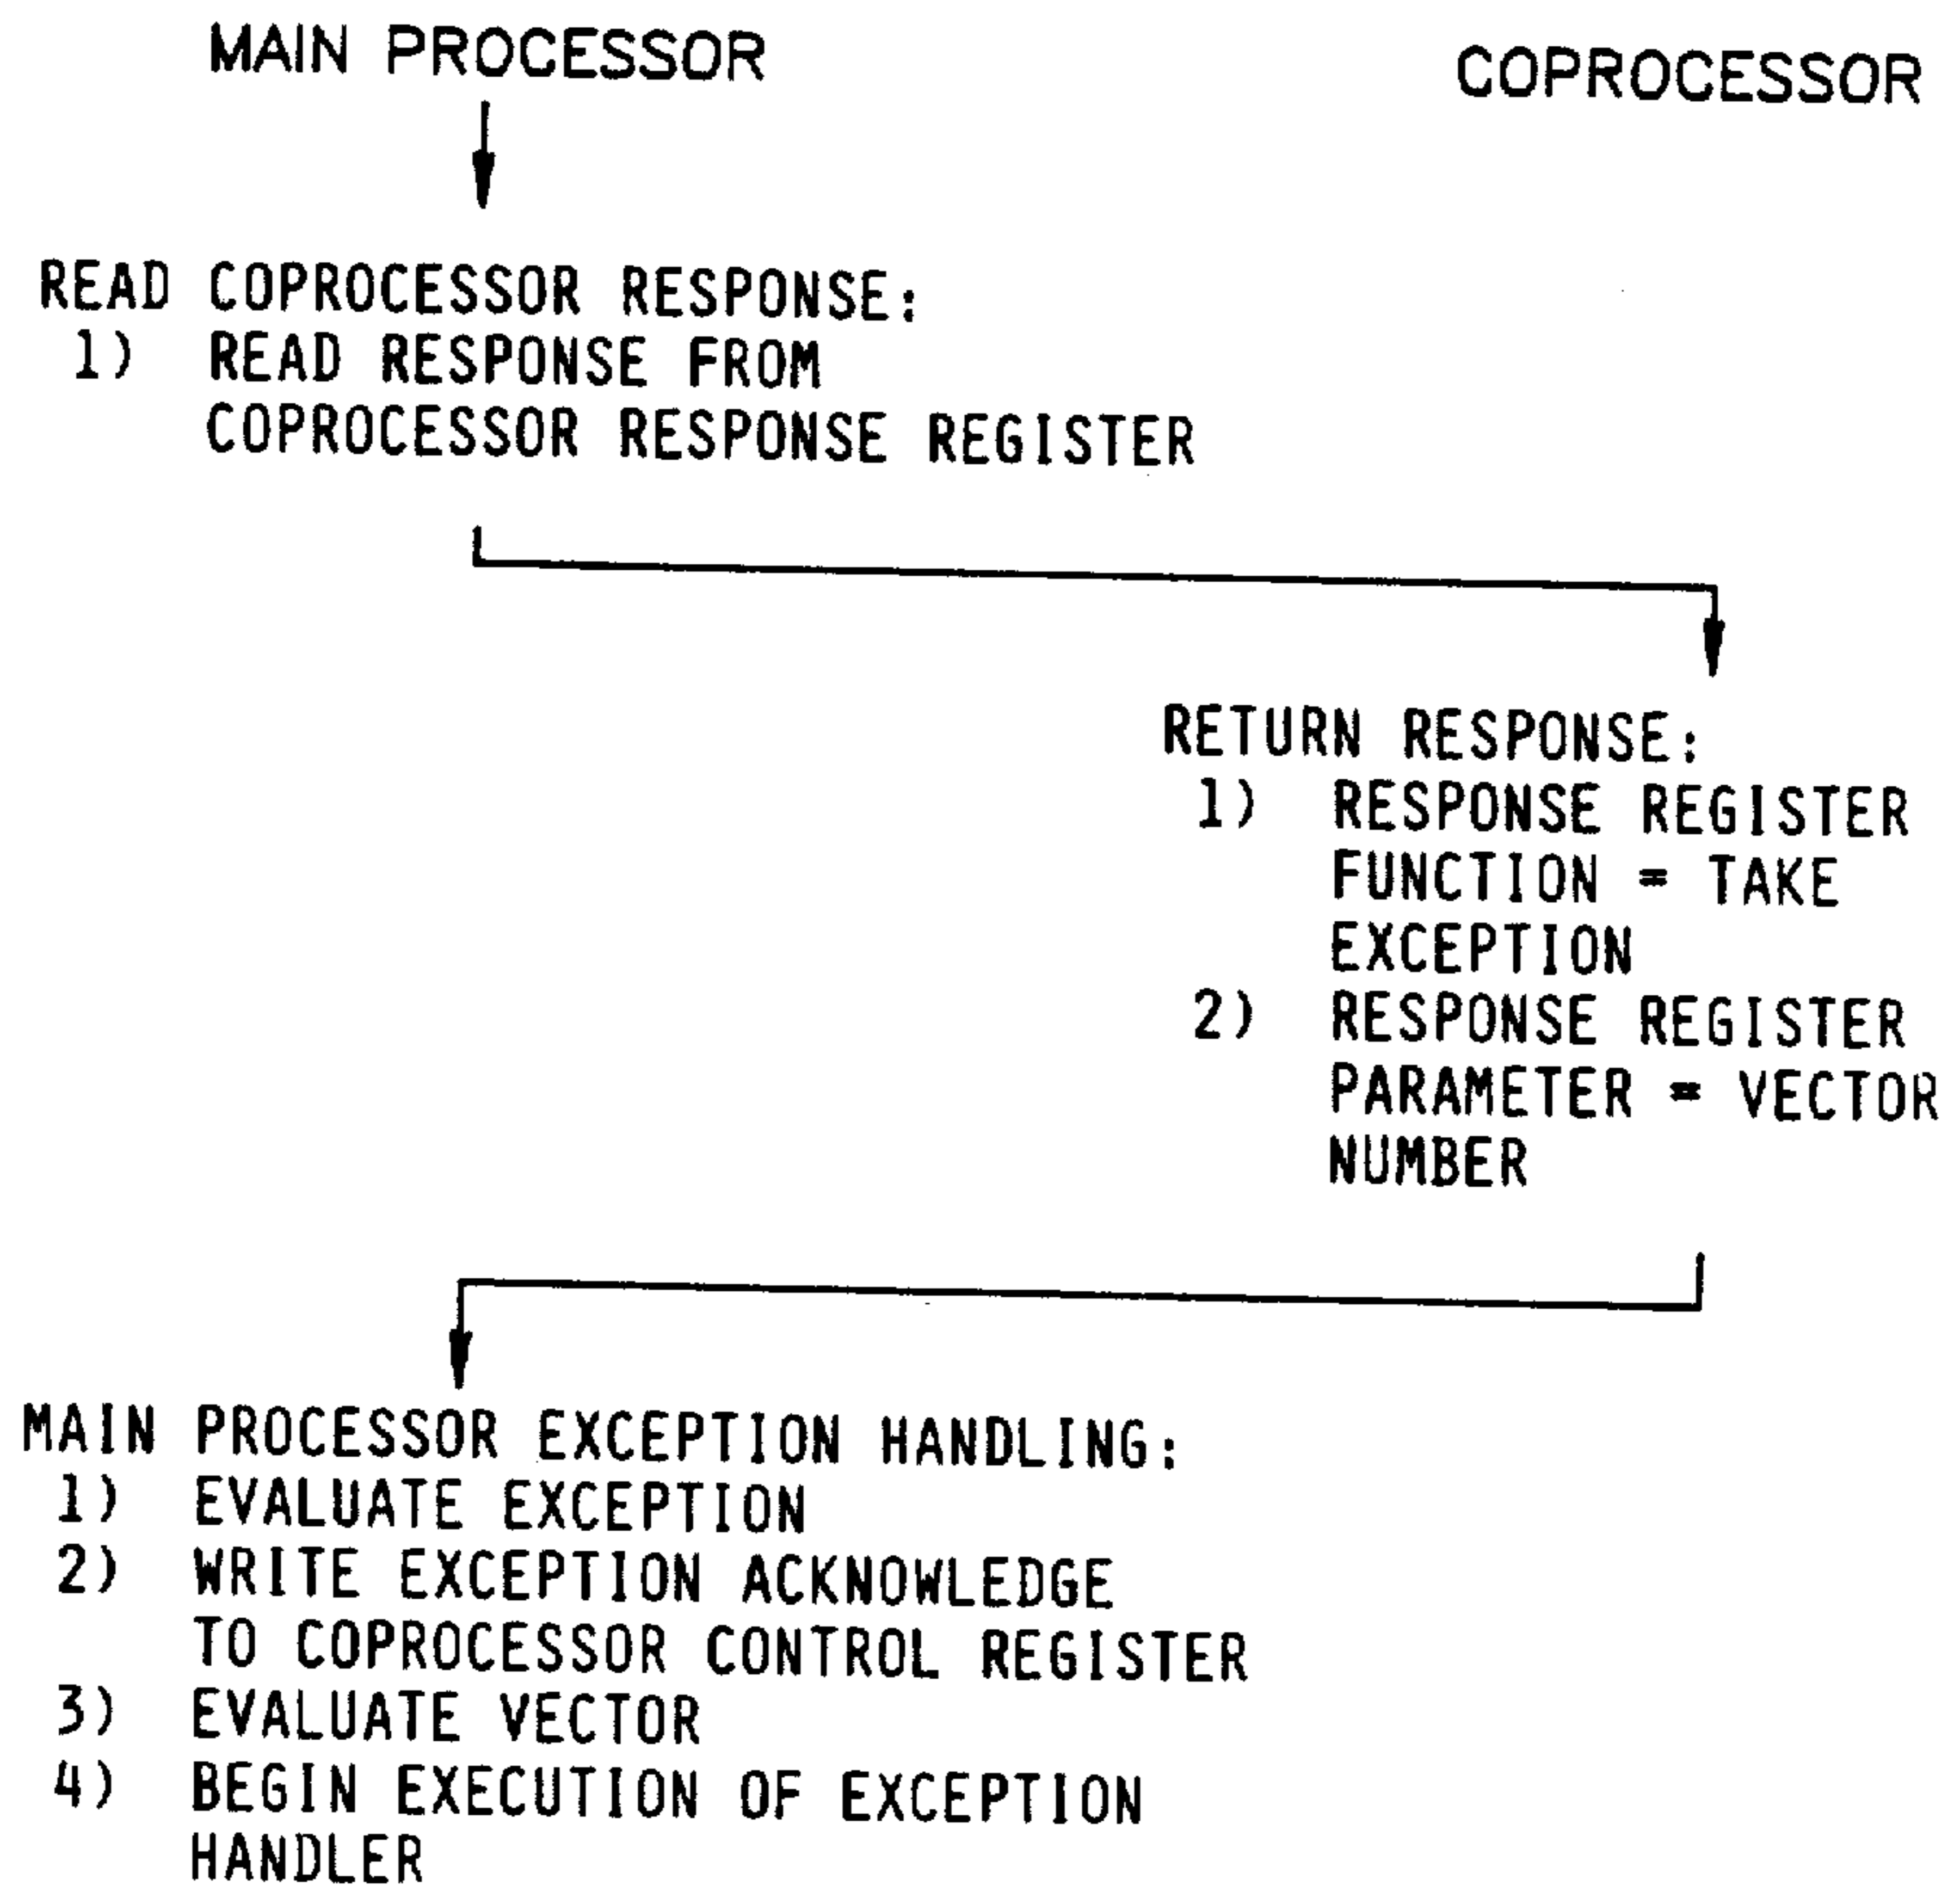 MAIN PROCESSOR
COPROCESSOR
READ COPROCESSOR RESPONSE:
1) READ RESPONSE FROM
COPROCESSOR RESPONSE REGISTER
RETURN RESPONSE:
1) RESPONSE REGISTER
FUNCTION = TAKE
EXCEPTION
2) RESPONSE REGISTER
PARAMETER = VECTOR
NUMBER
MAIN PROCESSOR EXCEPTION HANDLING:
1) EVALUATE EXCEPTION
2) WRITE EXCEPTION ACKNOWLEDGE
TO COPROCESSOR CONTROL REGISTER
3) EVALUATE VECTOR
4) BEGIN EXECUTION OF EXCEPTION
HANDLER